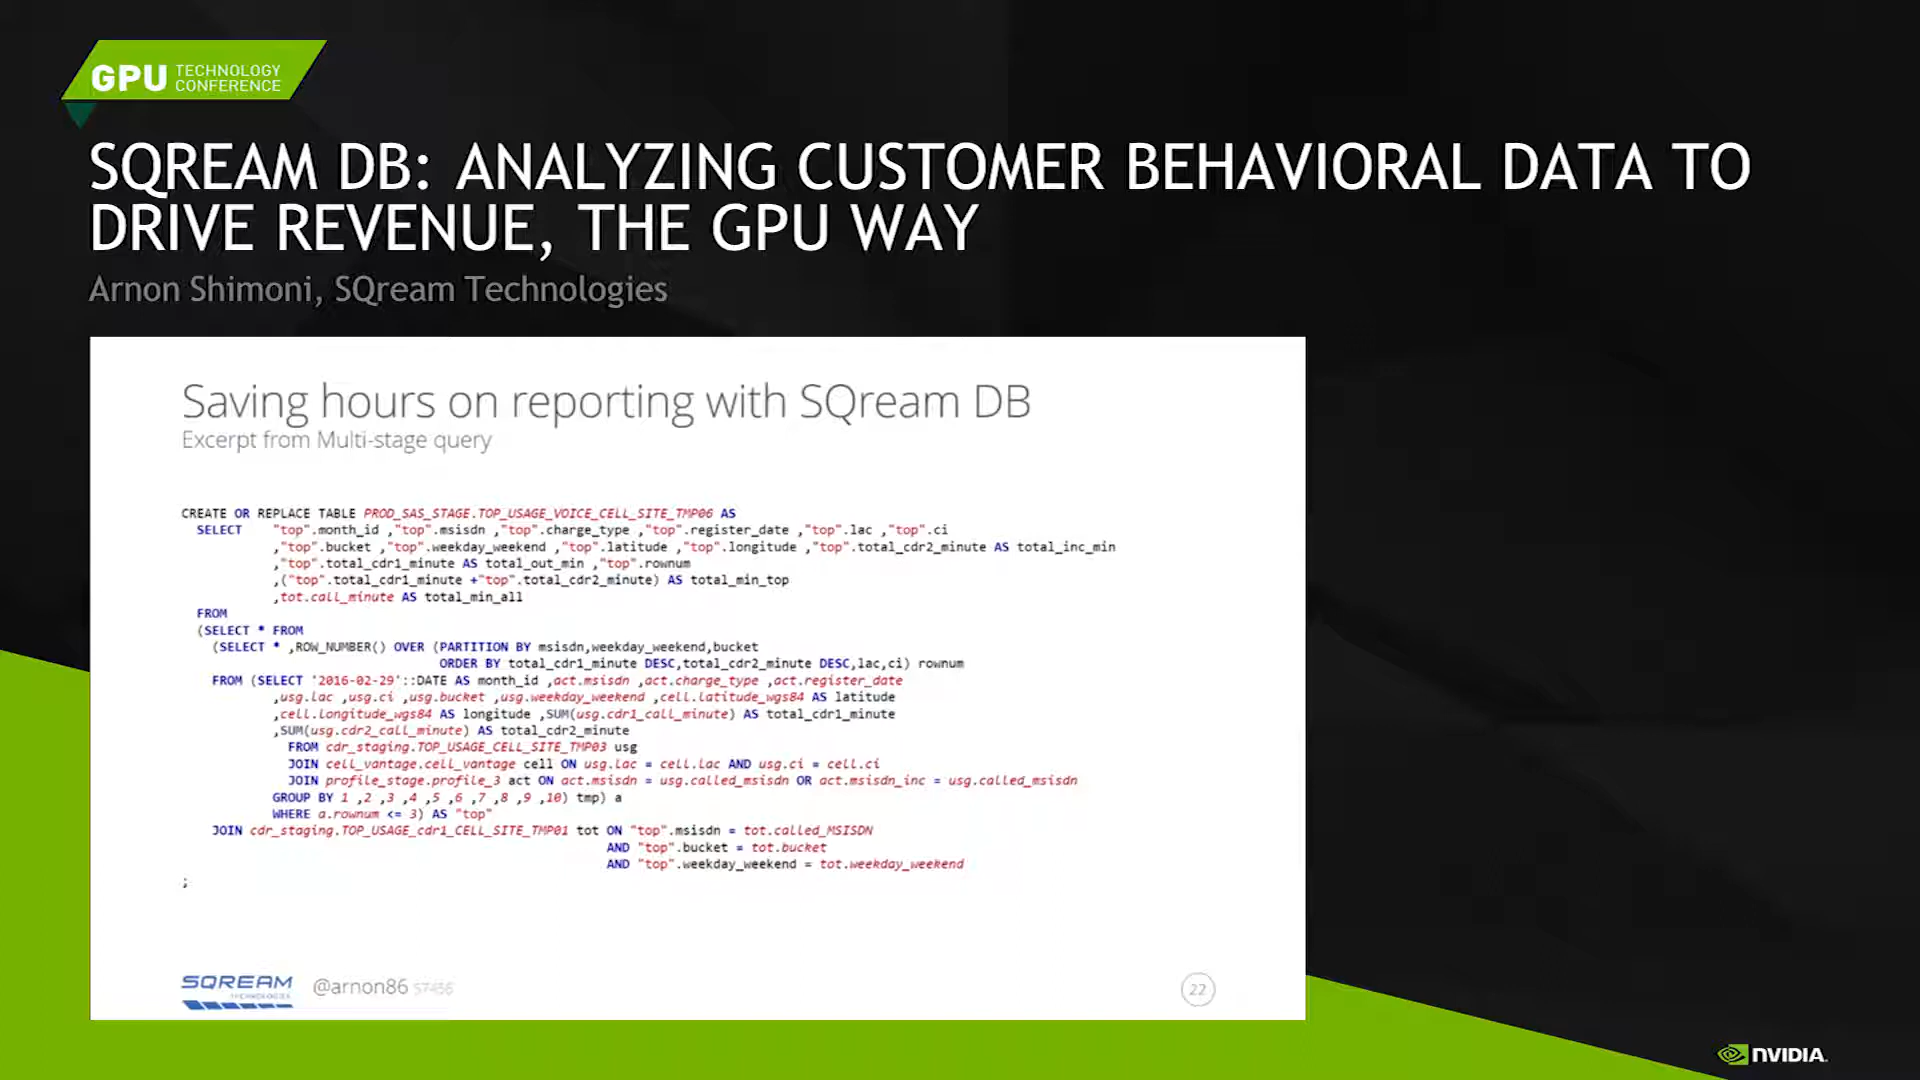 GPU TECHNOLOGY
CONFERENCE
SQREAM DB: ANALYZING CUSTOMER BEHAVIORAL DATA TO
DRIVE REVENUE, THE GPU WAY
Arnon Shimoni, SQream Technologies
Saving hours on reporting with SQream DB
Excerpt from Multi-stage query
CREATE OR REPLACE TABLE PROD_SAS_STAGE.TOP_USAGE_VOICE_CELL_SITE_TMP06 AS
SELECT "top".month_id ,"top".msisdn ,"top".charge_type ,"top".register_date ,"top".lac ,"top".ci
,"top".bucket ,"top".weekday_weekend ,"top".latitude ,"top".longitude ,"top".total_cdr2_minute AS total_inc_min
,"top".total_cdr1_minute AS total_out_min ,"top".rownum
,("top".total_cdr1_minute +"top".total_cdr2_minute) AS total_min_top
,tot.call_minute AS total_min_all
FROM
(SELECT * FROM
(SELECT * ,ROW_NUMBER() OVER (PARTITION BY msisdn,weekday_weekend,bucket
ORDER BY total_cdr1_minute DESC,total_cdr2_minute DESC,lac,ci) rownum
FROM (SELECT '2016-02-29'::DATE AS month_id ,act.msisdn ,act.charge_type ,act.register_date
,usg.lac ,usg.ci ,usg.bucket ,usg.weekday_weekend ,cell.latitude_wgs84 AS latitude
,cell.longitude_wgs84 AS longitude ,SUM(usg.cdr1_call_minute) AS total_cdr1_minute
,SUM(usg.cdr2_call_minute) AS total_cdr2_minute
FROM cdr_staging.TOP_USAGE_CELL_SITE_TMP03 usg
JOIN cell_vantage.cell_vantage cell ON usg.lac = cell.lac AND usg.ci = cell.ci
JOIN profile_stage.profile_3 act ON act.msisdn = usg.called_msisdn OR act.msisdn_inc = usg.called_msisdn
GROUP BY 1 ,2 ,3 ,4 ,5 ,6 ,7 ,8 ,9 ,10) tmp) a
WHERE a.rownum <= 3) AS "top"
JOIN cdr_staging.TOP_USAGE_cdr1_CELL_SITE_TMP01 tot ON "top".msisdn = tot.called_MSISDN
AND "top".bucket = tot.bucket
AND "top".weekday_weekend = tot.weekday_weekend
;
SQREAM
TECHNOLOGIES
@arnon86 S7456
22
NVIDIA.